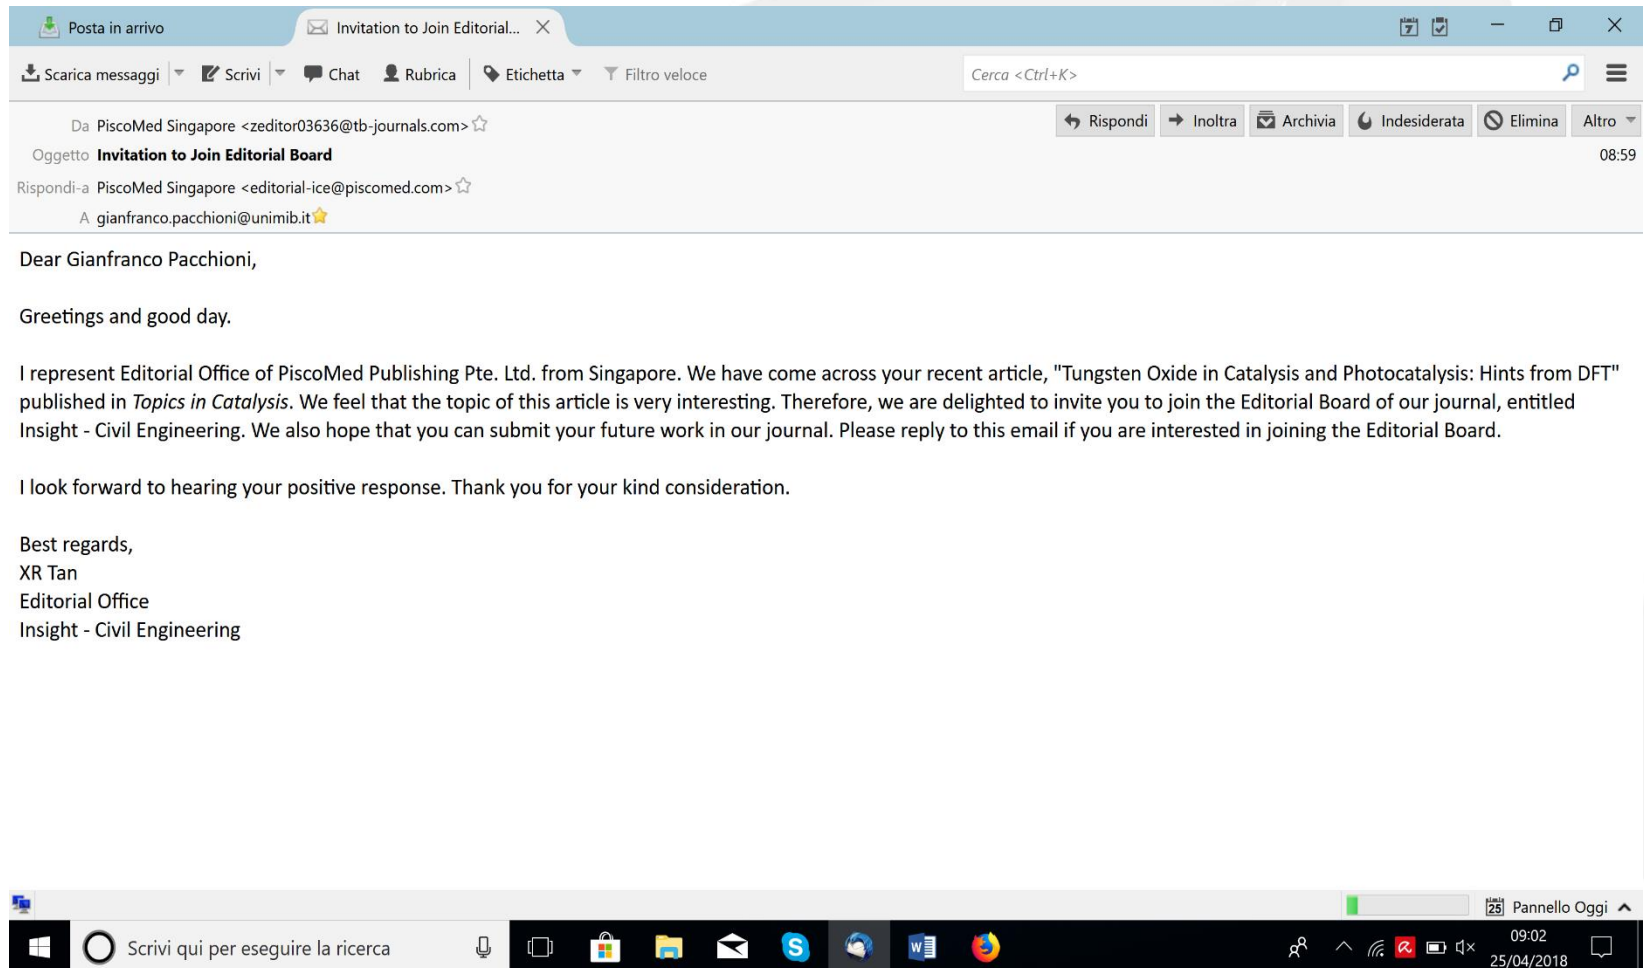 Posta in arrivo
Invitation to Join Editorial...
Scarica messaggi
Scrivi
Chat
Rubrica
Etichetta
Filtro veloce
Cerca <Ctrl+K>
Da PiscoMed Singapore <zeditor03636@tb-journals.com>
Rispondi
Inoltra
Archivia
Indesiderata
Elimina
Altro
Oggetto Invitation to Join Editorial Board
08:59
Rispondi-a PiscoMed Singapore <editorial-ice@piscomed.com>
A gianfranco.pacchioni@unimib.it
Dear Gianfranco Pacchioni,
Greetings and good day.
I represent Editorial Office of PiscoMed Publishing Pte. Ltd. from Singapore. We have come across your recent article, "Tungsten Oxide in Catalysis and Photocatalysis: Hints from DFT"
published in Topics in Catalysis. We feel that the topic of this article is very interesting. Therefore, we are delighted to invite you to join the Editorial Board of our journal, entitled
Insight - Civil Engineering. We also hope that you can submit your future work in our journal. Please reply to this email if you are interested in joining the Editorial Board.
I look forward to hearing your positive response. Thank you for your kind consideration.
Best regards,
XR Tan
Editorial Office
Insight - Civil Engineering
25 Pannello Oggi
Scrivi qui per eseguire la ricerca
09:02
25/04/2018